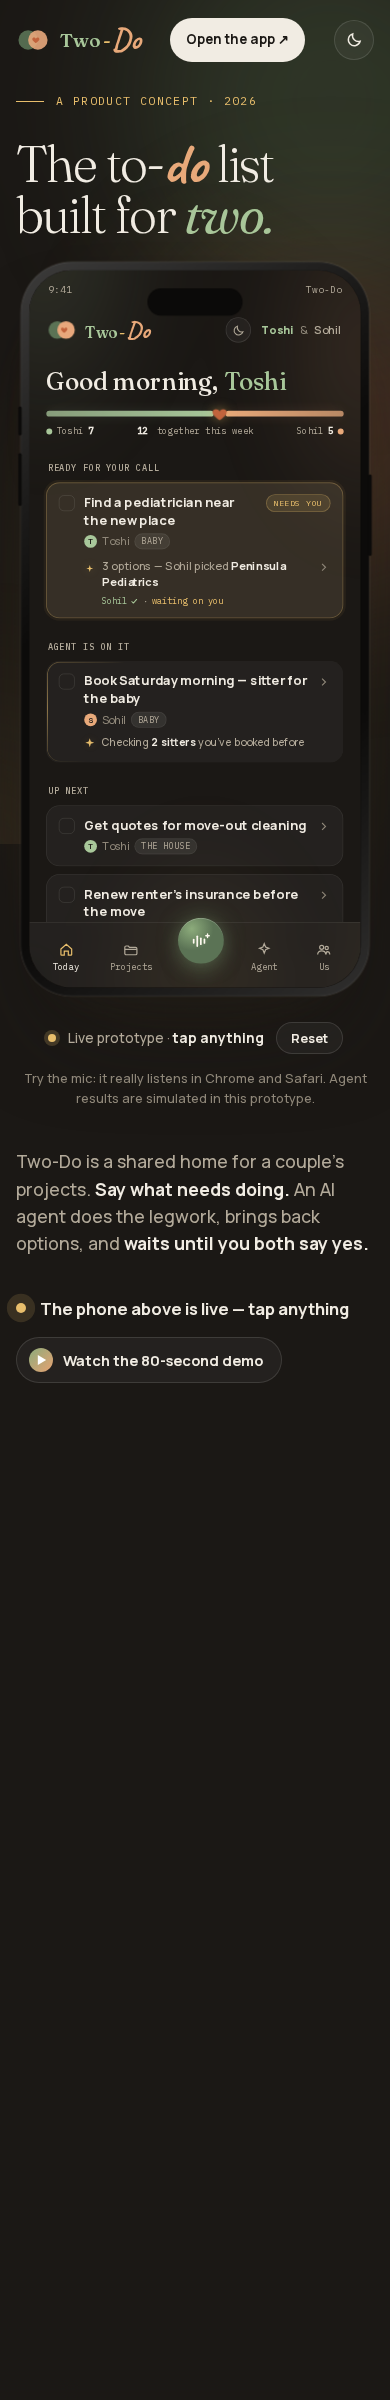 Two-Do
Open the app ↗
A PRODUCT CONCEPT · 2026
The to-do list
built for two.
9:41
Two-Do
Two-Do
Toshi & Sohil
Good morning, Toshi
Toshi 7
12 together this week
Sohil 5
READY FOR YOUR CALL
Find a pediatrician near
the new place
NEEDS YOU
T Toshi BABY
3 options — Sohil picked Peninsula
Pediatrics
Sohil ✓ · waiting on you
AGENT IS ON IT
Book Saturday morning — sitter for
the baby
S Sohil BABY
Checking 2 sitters you've booked before
UP NEXT
Get quotes for move-out cleaning
T Toshi THE HOUSE
Renew renter's insurance before
the move
Today
Projects
Agent
Us
Live prototype · tap anything
Reset
Try the mic: it really listens in Chrome and Safari. Agent
results are simulated in this prototype.
Two-Do is a shared home for a couple's
projects. Say what needs doing. An AI
agent does the legwork, brings back
options, and waits until you both say yes.
The phone above is live — tap anything
Watch the 80-second demo